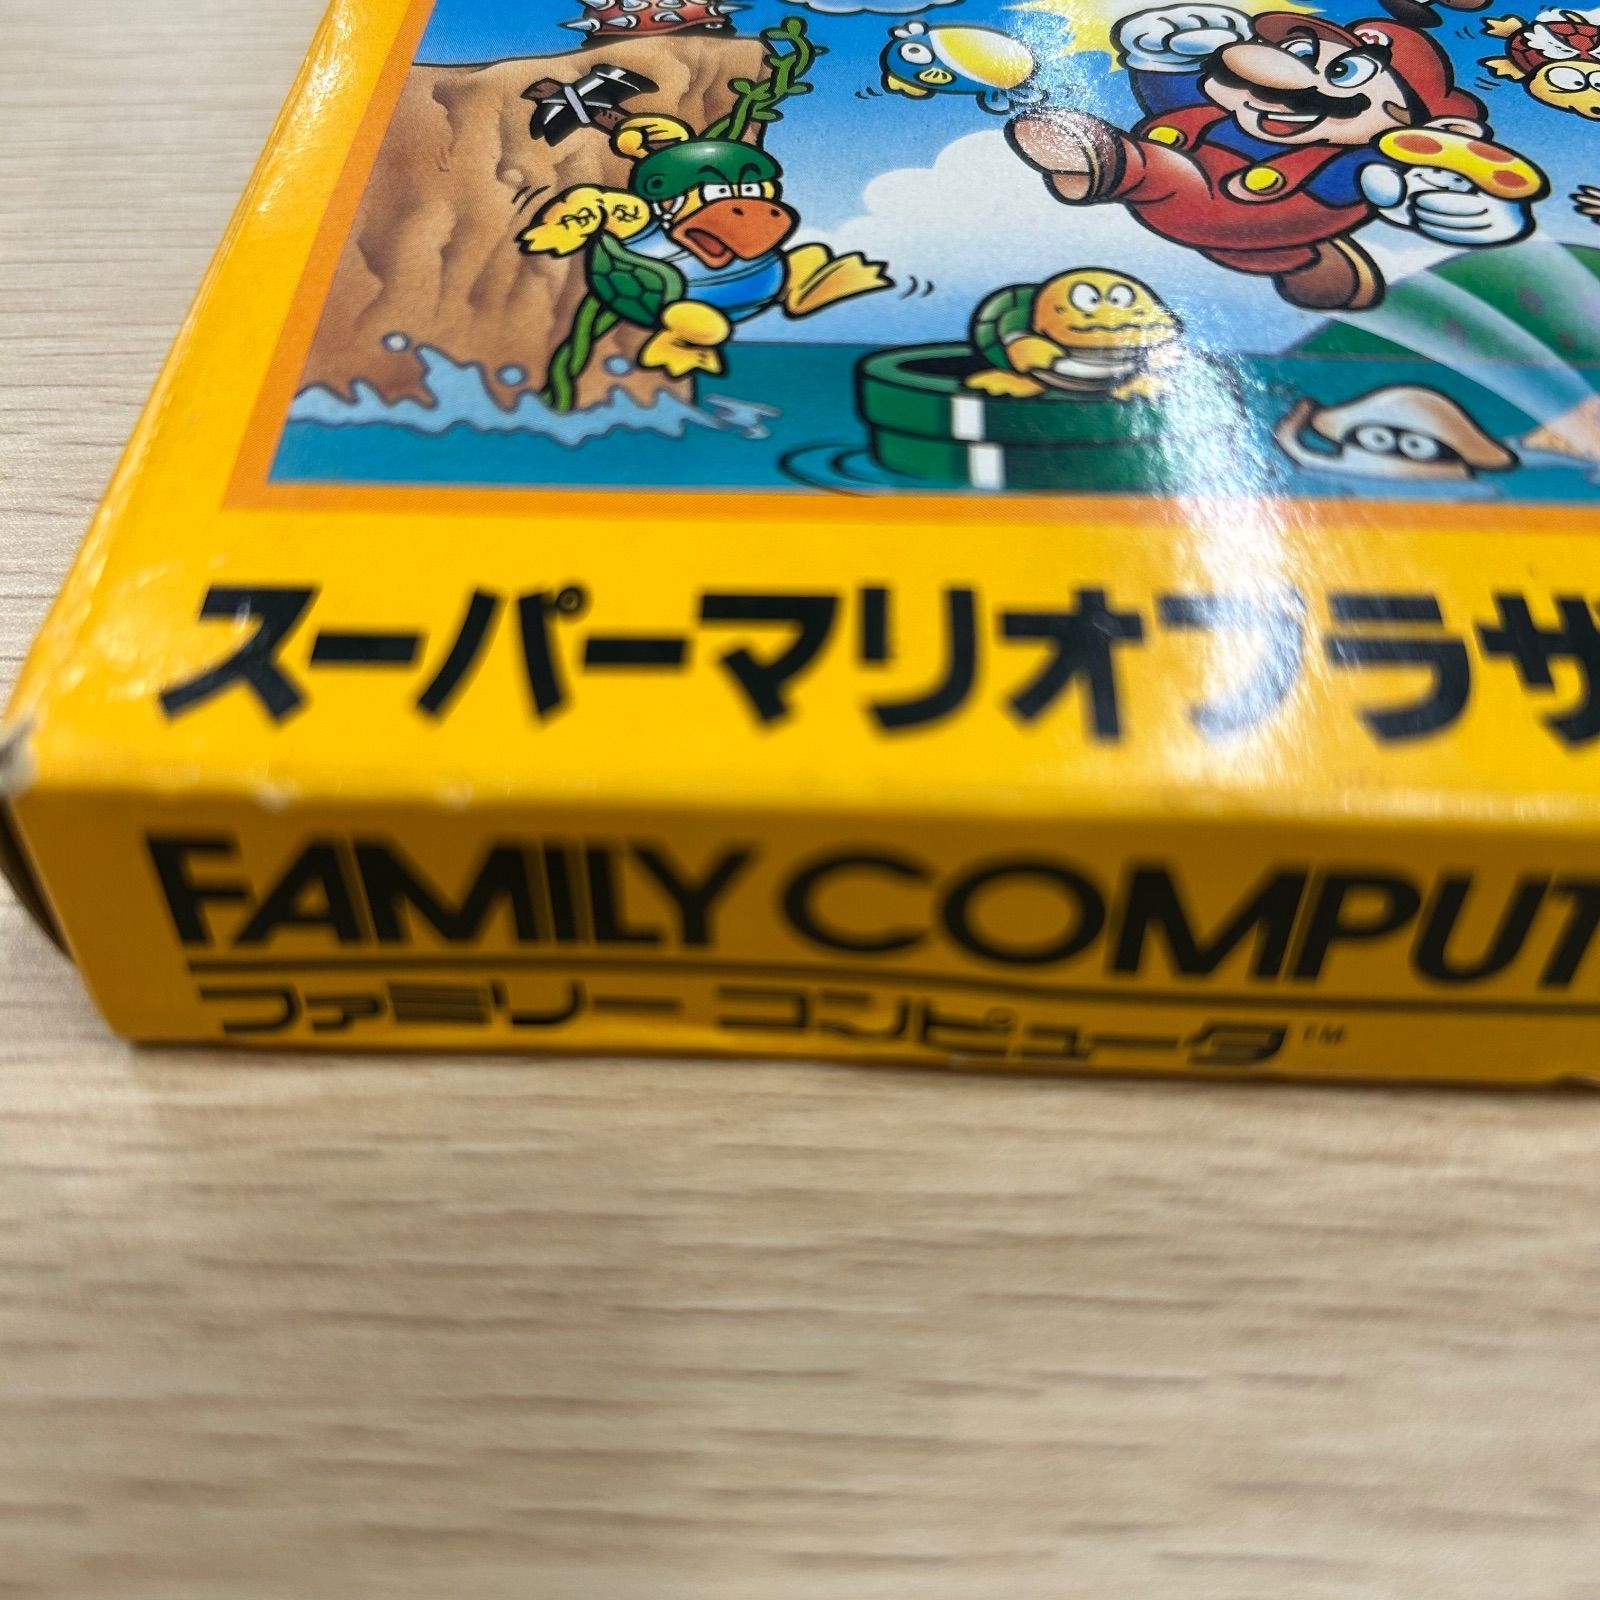 スーパーマリオブラザ
FAMILY COMPUT
ファミリー コンピュータ™